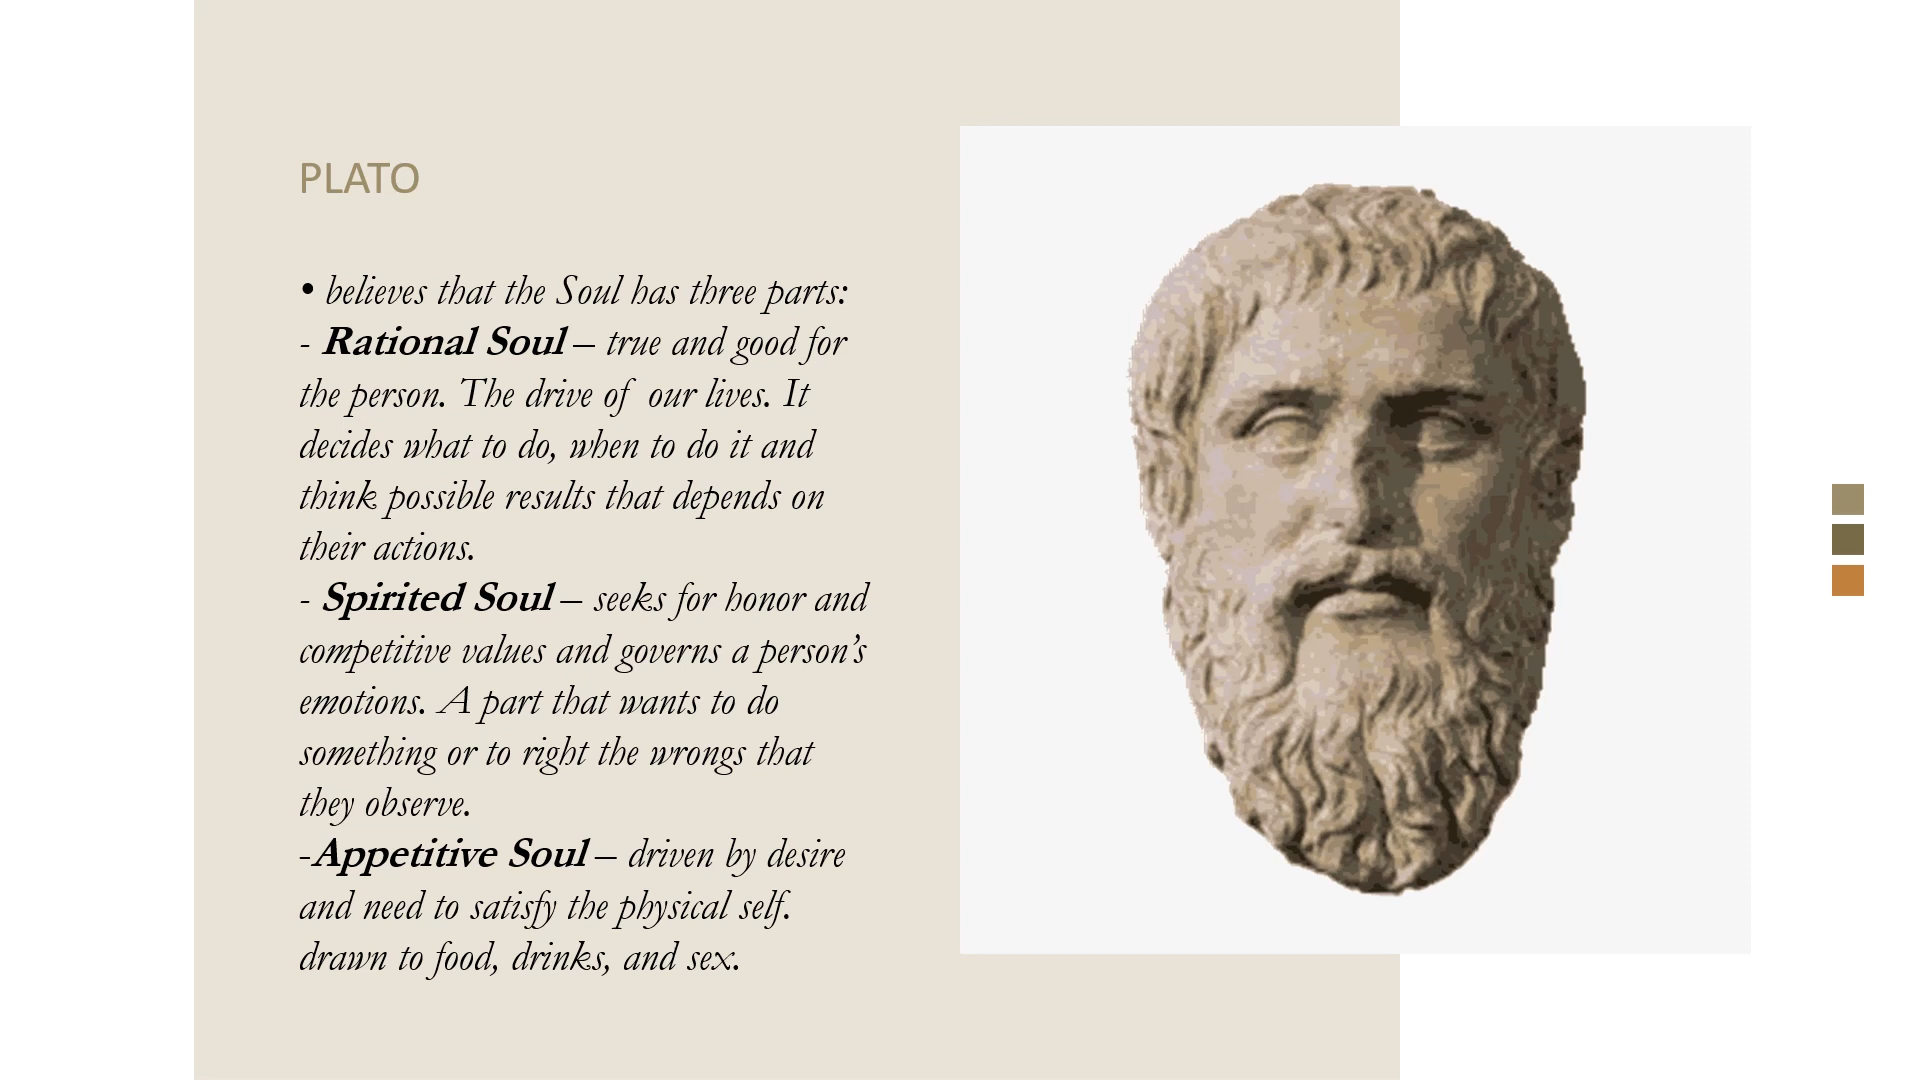 PLATO
• believes that the Soul has three parts:
- Rational Soul – true and good for
the person. The drive of  our lives. It
decides what to do, when to do it and
think possible results that depends on
their actions.
- Spirited Soul – seeks for honor and
competitive values and governs a person’s
emotions. A part that wants to do
something or to right the wrongs that
they observe.
-Appetitive Soul – driven by desire
and need to satisfy the physical self.
drawn to food, drinks, and sex.